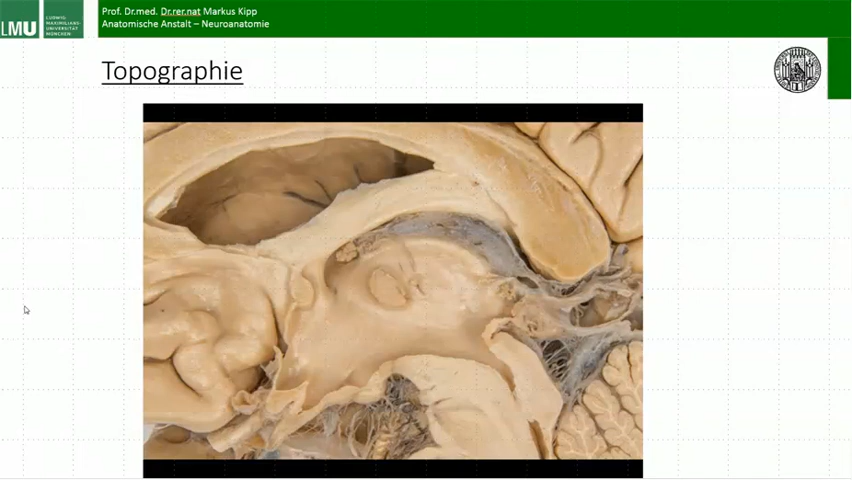 Prof. Dr.med. Dr.rer.nat Markus Kipp
Anatomische Anstalt – Neuroanatomie
LMU
LUDWIG-
MAXIMILIANS-
UNIVERSITÄT
MÜNCHEN
Topographie